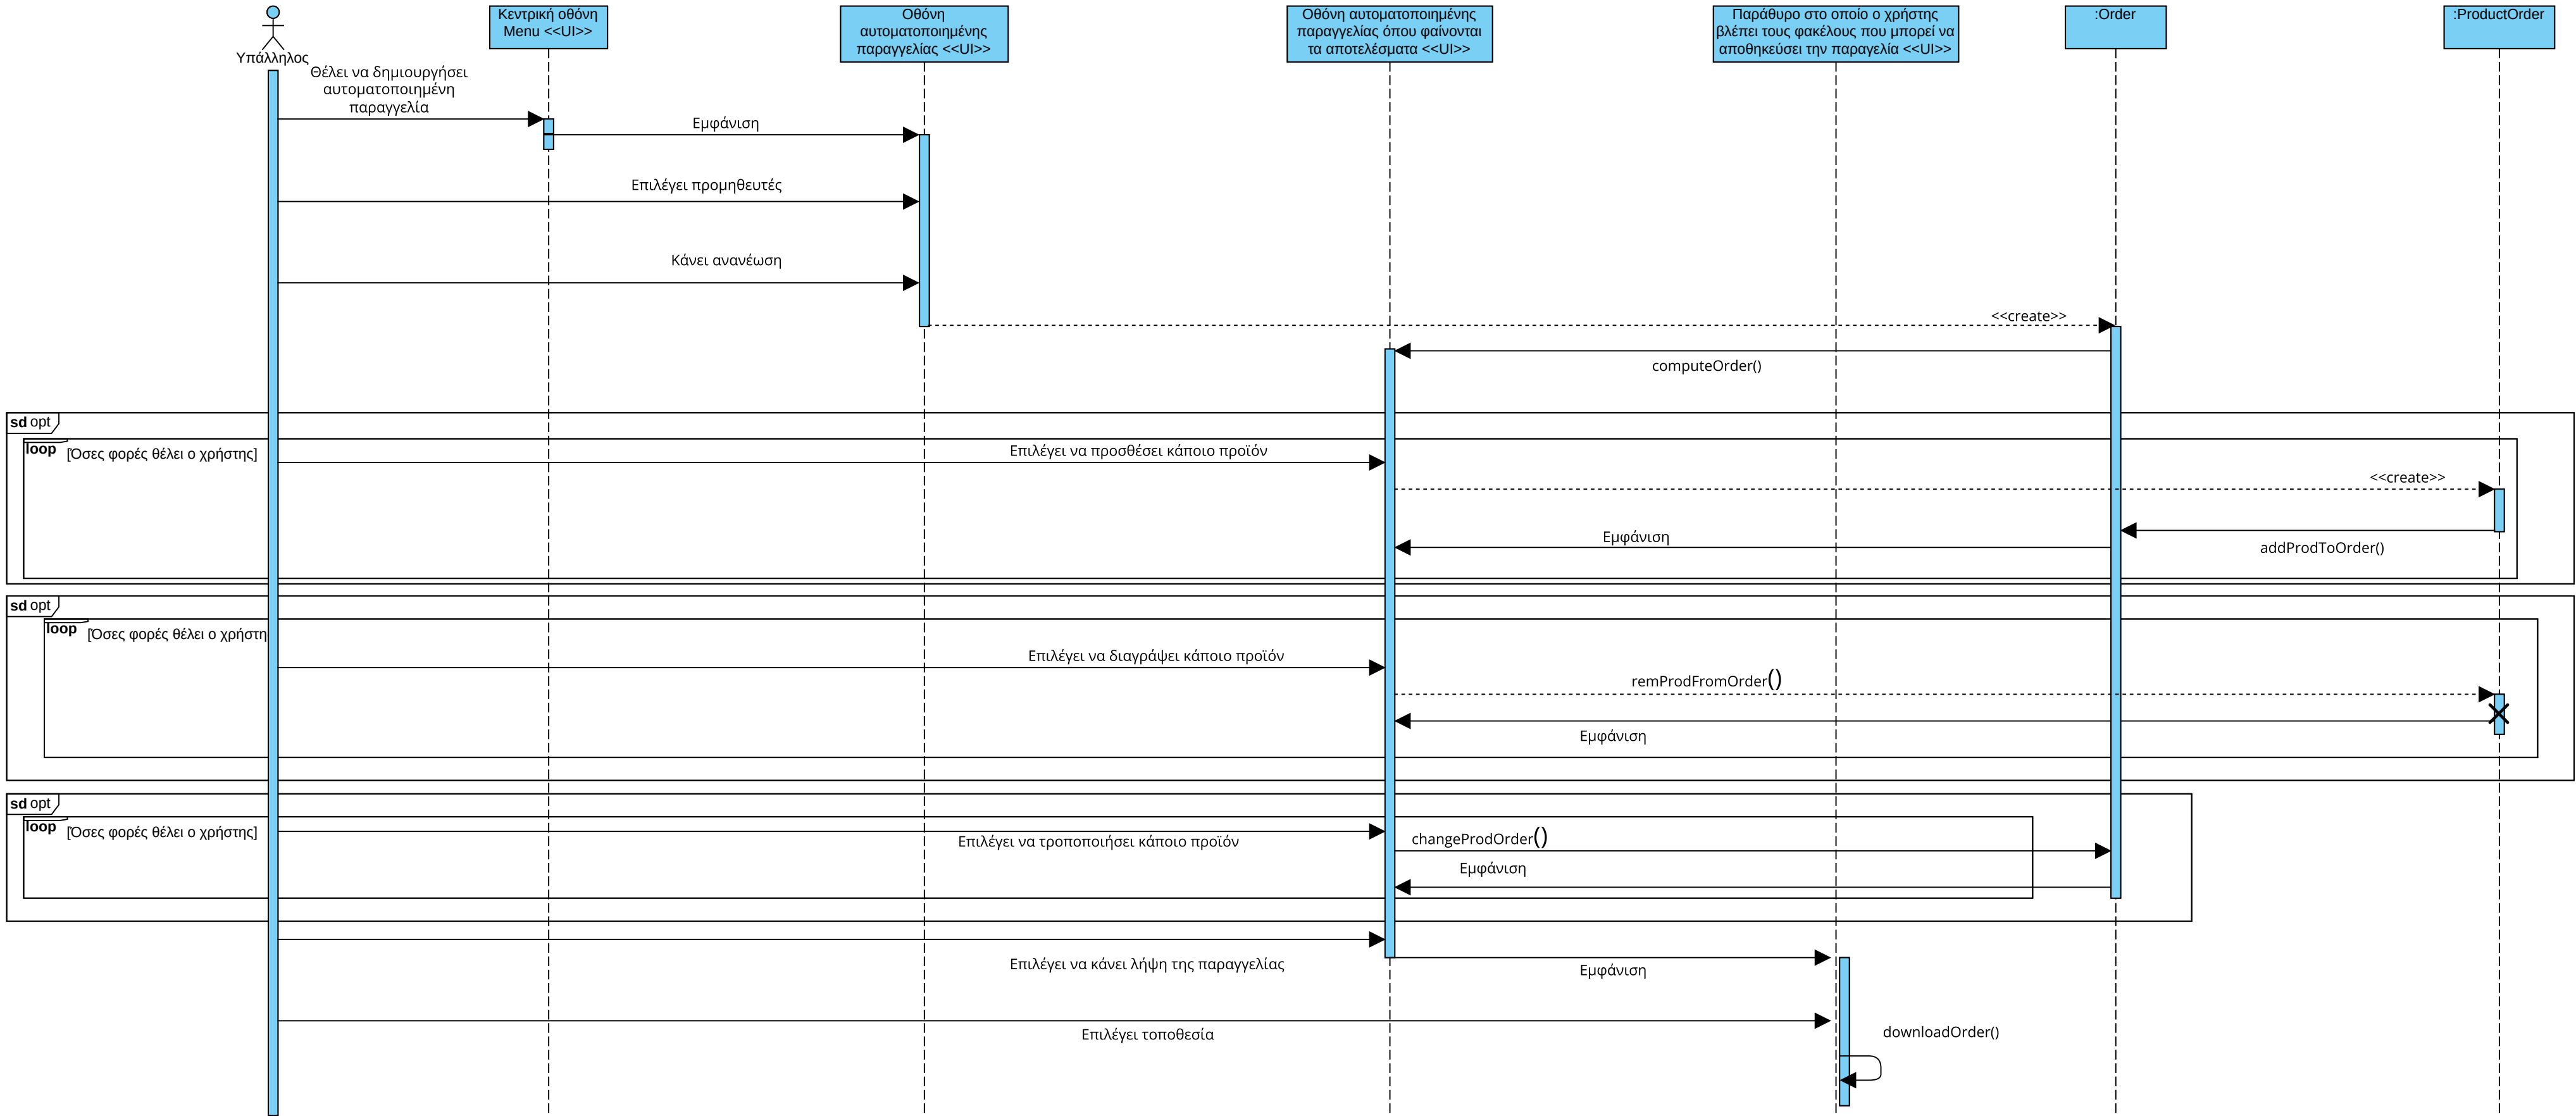 Υπάλληλος
Κεντρική οθόνη
Menu <<UI>>
Οθόνη
αυτοματοποιημένης
παραγγελίας <<UI>>
Οθόνη αυτοματοποιημένης
παραγγελίας όπου φαίνονται
τα αποτελέσματα <<UI>>
Παράθυρο στο οποίο ο χρήστης
βλέπει τους φακέλους που μπορεί να
αποθηκεύσει την παραγελία <<UI>>
:Order
:ProductOrder
Θέλει να δημιουργήσει
αυτοματοποιημένη
παραγγελία
Εμφάνιση
Επιλέγει προμηθευτές
Κάνει ανανέωση
<<create>>
computeOrder()
sd opt
loop [Όσες φορές θέλει ο χρήστης]
Επιλέγει να προσθέσει κάποιο προϊόν
<<create>>
Εμφάνιση
addProdToOrder()
sd opt
loop [Όσες φορές θέλει ο χρήστη
Επιλέγει να διαγράψει κάποιο προϊόν
remProdFromOrder()
Εμφάνιση
sd opt
loop [Όσες φορές θέλει ο χρήστης]
Επιλέγει να τροποποιήσει κάποιο προϊόν
changeProdOrder()
Εμφάνιση
Επιλέγει να κάνει λήψη της παραγγελίας
Εμφάνιση
Επιλέγει τοποθεσία
downloadOrder()